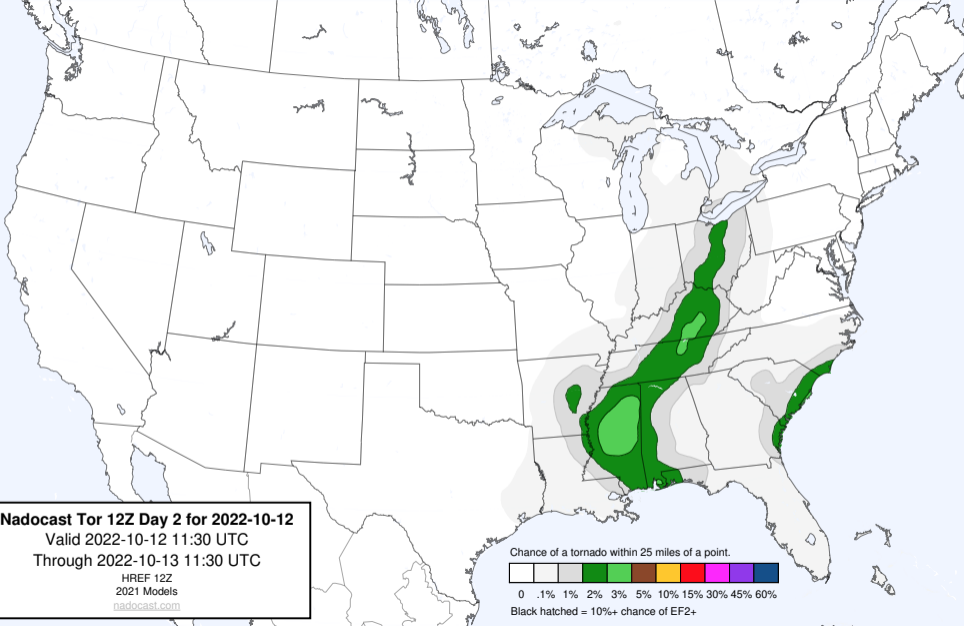 Nadocast Tor 12Z Day 2 for 2022-10-12
Valid 2022-10-12 11:30 UTC
Through 2022-10-13 11:30 UTC
HREF 12Z
2021 Models
nadocast.com
Chance of a tornado within 25 miles of a point.
0 .1% 1% 2% 3% 5% 10% 15% 30% 45% 60%
Black hatched = 10%+ chance of EF2+